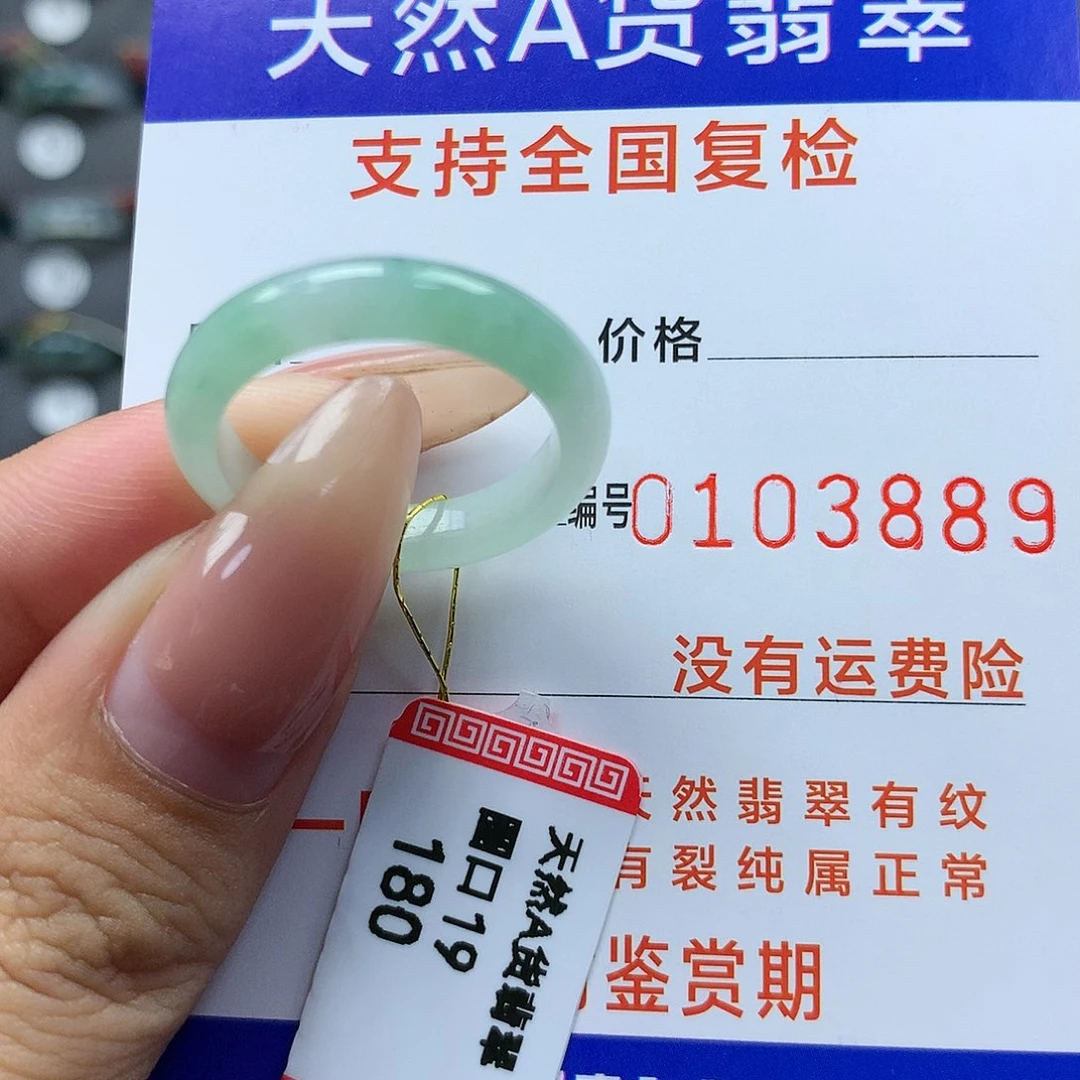 天然A货翡翠
支持全国复检
价格
编号0103889
没有运费险
天然翡翠有纹
有裂纯属正常
鉴赏期
天然A货翡翠
圈口19
180